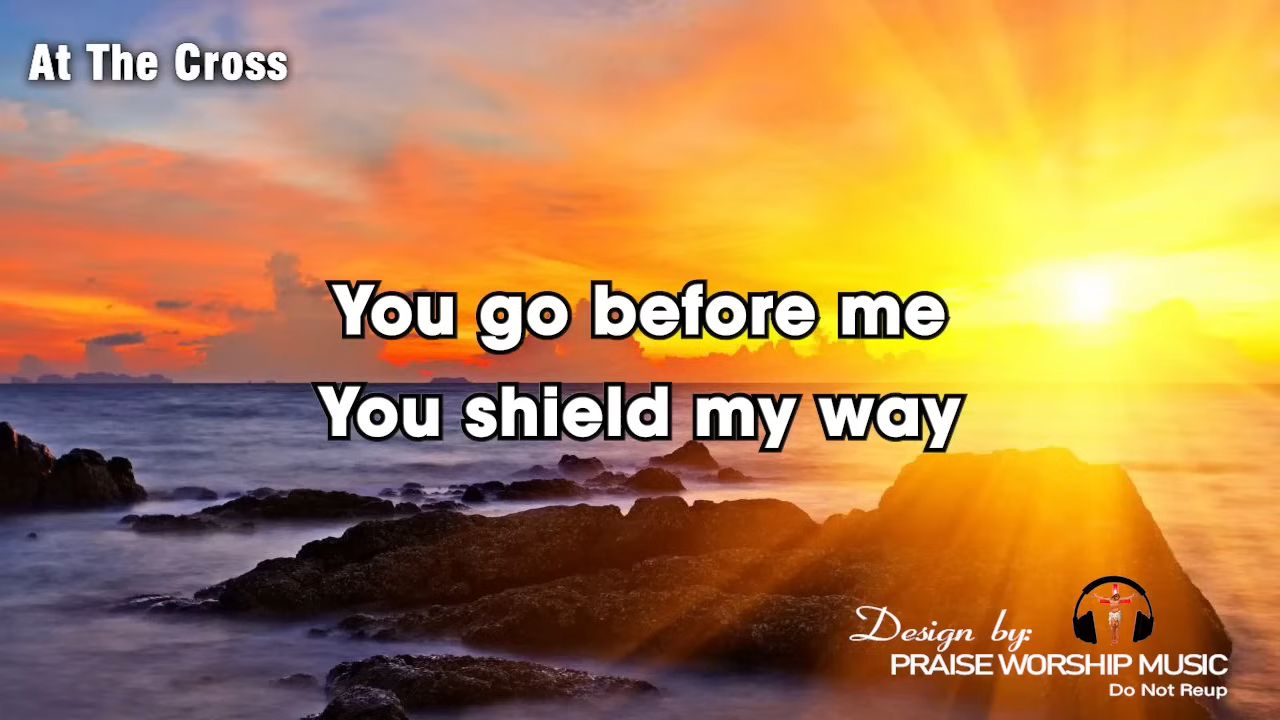 At The Cross
You go before me
You shield my way
Design by:
PRAISE WORSHIP MUSIC
Do Not Reup